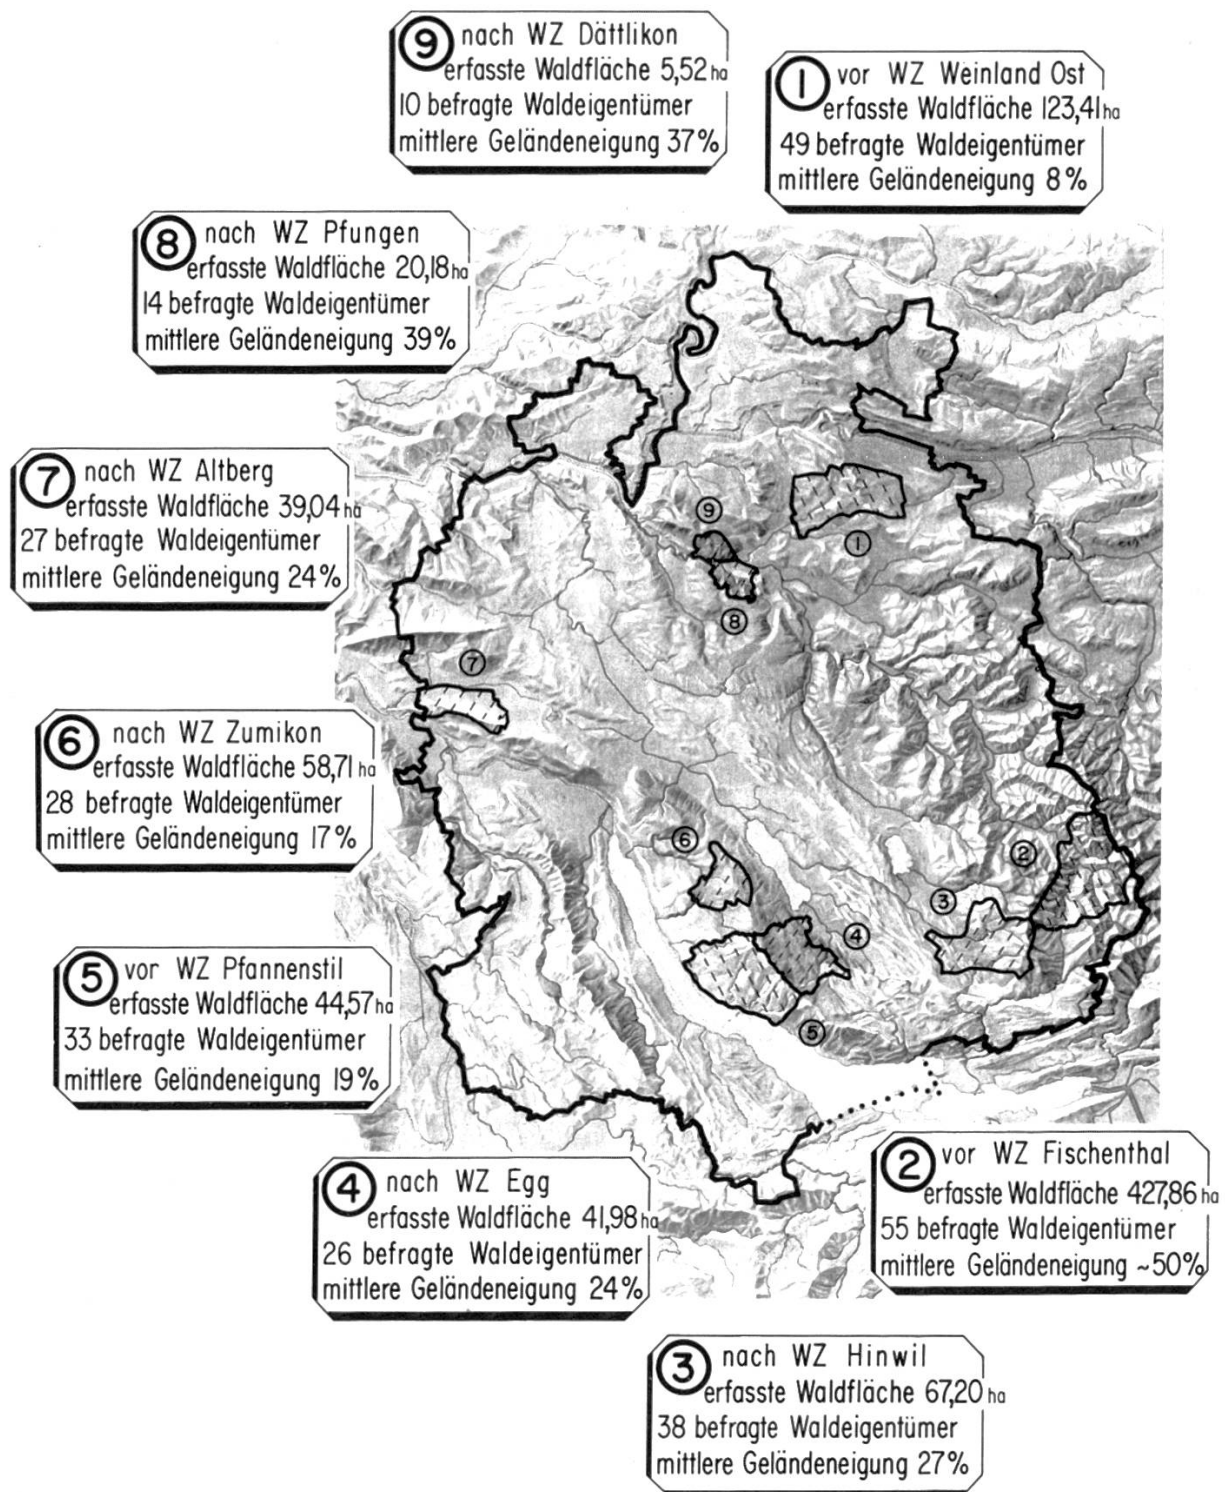 9 nach WZ Dättlikon
erfasste Waldfläche 5,52 ha
10 befragte Waldeigentümer
mittlere Geländeneigung 37%
1 vor WZ Weinland Ost
erfasste Waldfläche 123,41 ha
49 befragte Waldeigentümer
mittlere Geländeneigung 8%
8 nach WZ Pfungen
erfasste Waldfläche 20,18 ha
14 befragte Waldeigentümer
mittlere Geländeneigung 39%
7 nach WZ Altberg
erfasste Waldfläche 39,04 ha
27 befragte Waldeigentümer
mittlere Geländeneigung 24%
9
1
8
7
6 nach WZ Zumikon
erfasste Waldfläche 58,71 ha
28 befragte Waldeigentümer
mittlere Geländeneigung 17%
6
2
3
4
5
5 vor WZ Pfannenstil
erfasste Waldfläche 44,57 ha
33 befragte Waldeigentümer
mittlere Geländeneigung 19%
4 nach WZ Egg
erfasste Waldfläche 41,98 ha
26 befragte Waldeigentümer
mittlere Geländeneigung 24%
2 vor WZ Fischenthal
erfasste Waldfläche 427,86 ha
55 befragte Waldeigentümer
mittlere Geländeneigung ~50%
3 nach WZ Hinwil
erfasste Waldfläche 67,20 ha
38 befragte Waldeigentümer
mittlere Geländeneigung 27%